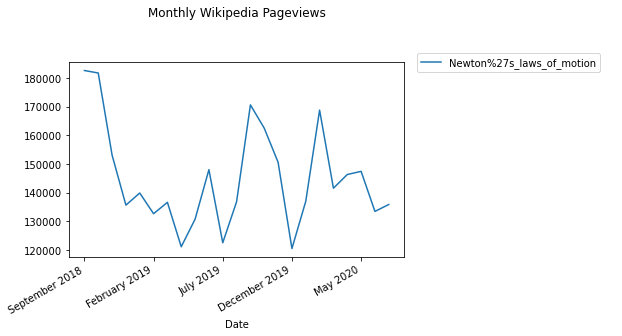 Monthly Wikipedia Pageviews
Newton%27s_laws_of_motion
180000
170000
160000
150000
140000
130000
120000
September 2018
February 2019
July 2019
December 2019
May 2020
Date